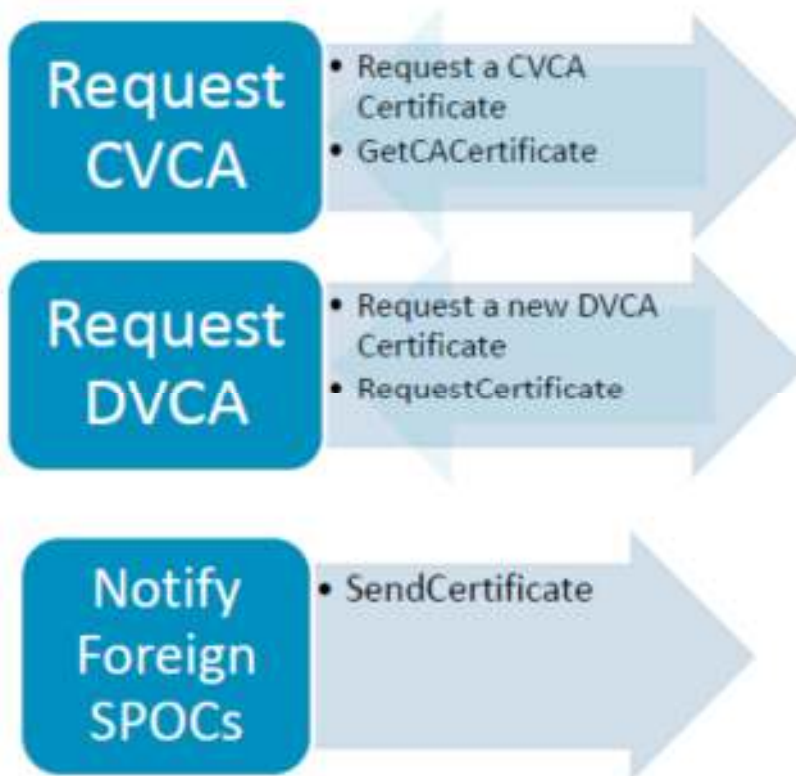 Request
CVCA
• Request a CVCA
Certificate
• GetCACertificate
Request
DVCA
• Request a new DVCA
Certificate
• RequestCertificate
Notify
Foreign
SPOCs
• SendCertificate